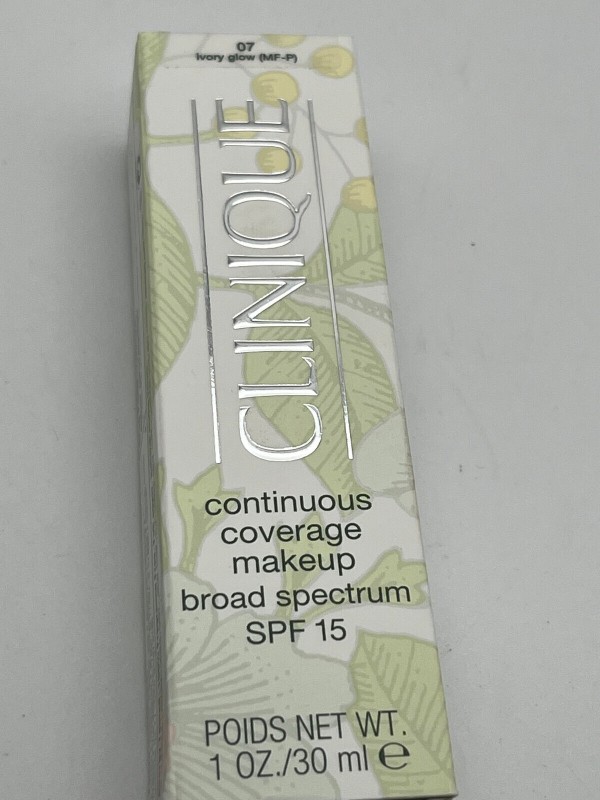 07
ivory glow (MF-P)
CLINIQUE
continuous
coverage
makeup
broad spectrum
SPF 15
POIDS NET WT.
1 OZ./30 ml ℮